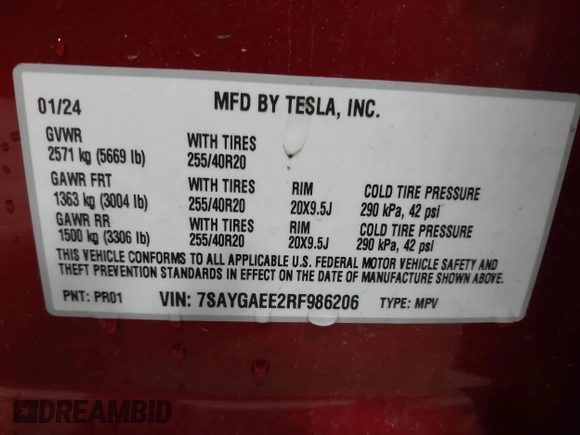 01/24 MFD BY TESLA, INC.
GVWR WITH TIRES
2571 kg (5669 lb) 255/40R20
GAWR FRT WITH TIRES RIM COLD TIRE PRESSURE
1363 kg (3004 lb) 255/40R20 20X9.5J 290 kPa, 42 psi
GAWR RR WITH TIRES RIM COLD TIRE PRESSURE
1500 kg (3306 lb) 255/40R20 20X9.5J 290 kPa, 42 psi
THIS VEHICLE CONFORMS TO ALL APPLICABLE U.S. FEDERAL MOTOR VEHICLE SAFETY AND
THEFT PREVENTION STANDARDS IN EFFECT ON THE DATE OF MANUFACTURE SHOWN ABOVE.
PNT: PR01 VIN: 7SAYGAEE2RF986206 TYPE: MPV
DREAMBID